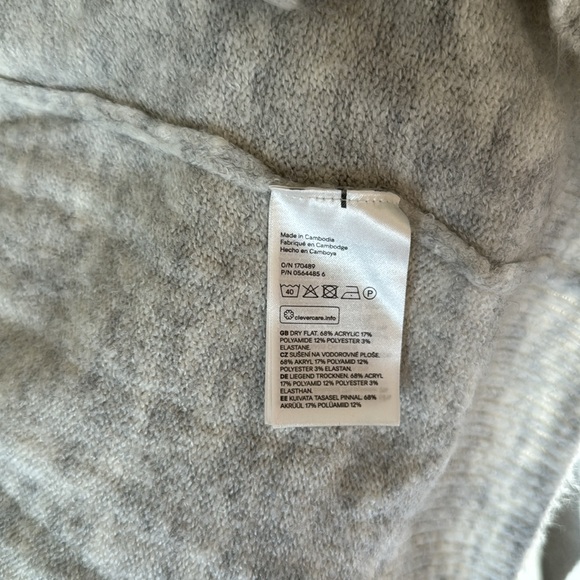 Made in Cambodia
Fabriqué en Cambodge
Hecho en Camboya
O/N 170489
P/N 0564485 6
40
P
clevercare.info
GB DRY FLAT. 68% ACRYLIC 17%
POLYAMIDE 12% POLYESTER 3%
ELASTANE.
CZ SUŠENÍ NA VODOROVNÉ PLOŠE.
68% AKRYL 17% POLYAMID 12%
POLYESTER 3% ELASTAN.
DE LIEGEND TROCKNEN. 68% ACRYL
17% POLYAMID 12% POLYESTER 3%
ELASTHAN.
EE KUIVATA TASASEL PINNAL. 68%
AKRÜÜL 17% POLÜAMIID 12%